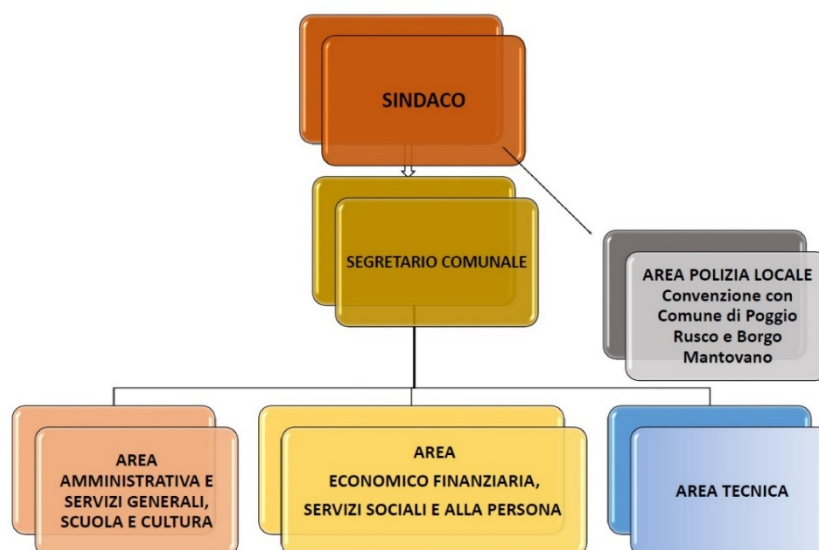 SINDACO
SEGRETARIO COMUNALE
AREA POLIZIA LOCALE
Convenzione con
Comune di Poggio
Rusco e Borgo
Mantovano
AREA
AMMINISTRATIVA E
SERVIZI GENERALI,
SCUOLA E CULTURA
AREA
ECONOMICO FINANZIARIA,
SERVIZI SOCIALI E ALLA PERSONA
AREA TECNICA